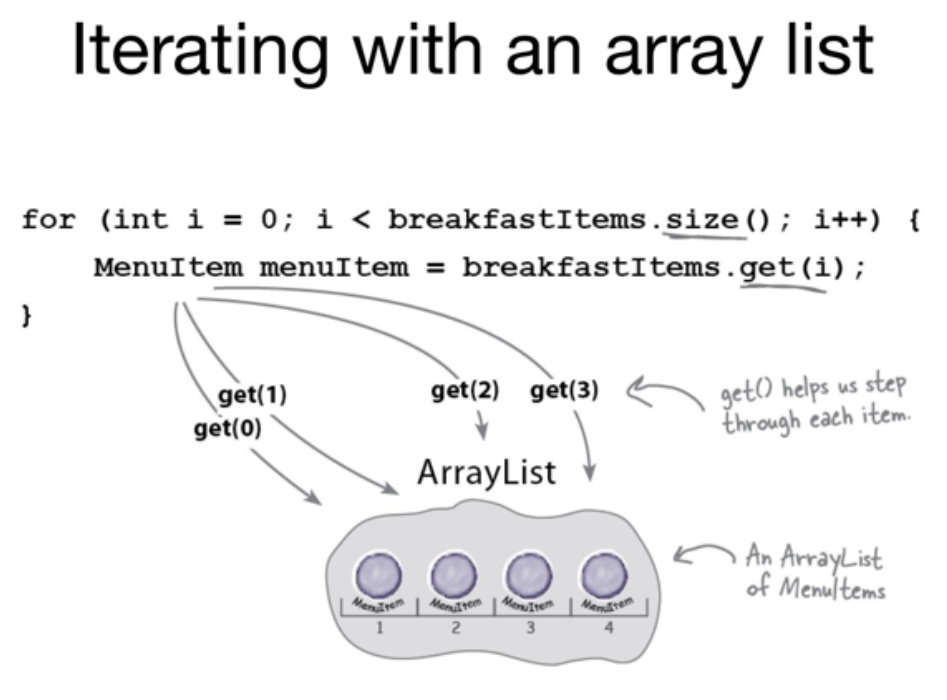 Iterating with an array list
for (int i = 0; i < breakfastItems.size(); i++) {
MenuItem menuItem = breakfastItems.get(i);
}
get(1)
get(0)
get(2)
get(3)
get() helps us step
through each item.
ArrayList
An ArrayList
of MenuItems
MenuItem MenuItem MenuItem MenuItem
1 2 3 4